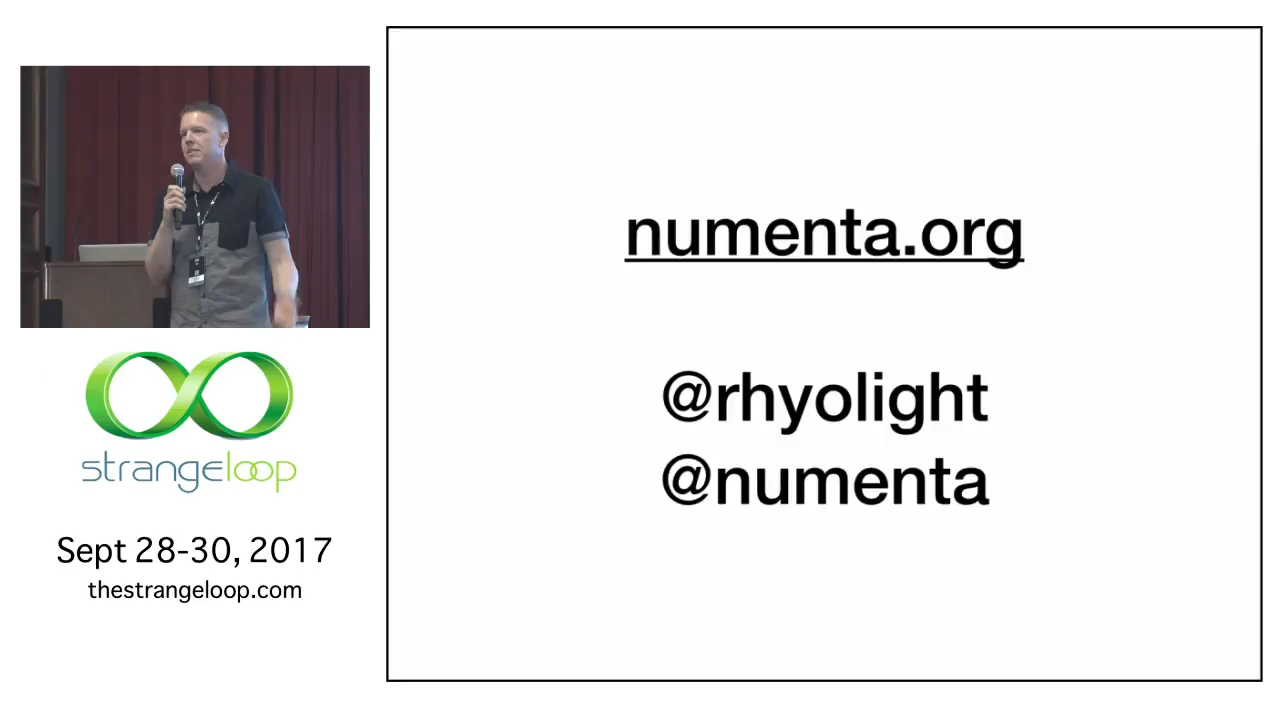 strangeloop
Sept 28-30, 2017
thestrangeloop.com
numenta.org
@rhyolight
@numenta